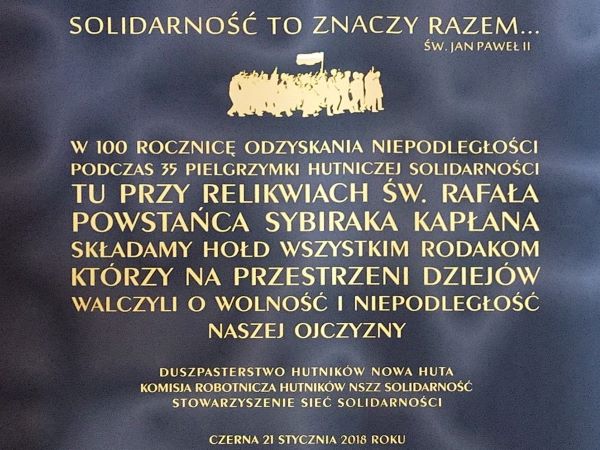 SOLIDARNOŚĆ TO ZNACZY RAZEM...
ŚW. JAN PAWEŁ II
W 100 ROCZNICĘ ODZYSKANIA NIEPODLEGŁOŚCI
PODCZAS 35 PIELGRZYMKI HUTNICZEJ SOLIDARNOŚCI
TU PRZY RELIKWIACH ŚW. RAFAŁA
POWSTAŃCA SYBIRAKA KAPŁANA
SKŁADAMY HOŁD WSZYSTKIM RODAKOM
KTÓRZY NA PRZESTRZENI DZIEJÓW
WALCZYLI O WOLNOŚĆ I NIEPODLEGŁOŚĆ
NASZEJ OJCZYZNY
DUSZPASTERSTWO HUTNIKÓW NOWA HUTA
KOMISJA ROBOTNICZA HUTNIKÓW NSZZ SOLIDARNOŚĆ
STOWARZYSZENIE SIEĆ SOLIDARNOŚCI
CZERNA 21 STYCZNIA 2018 ROKU